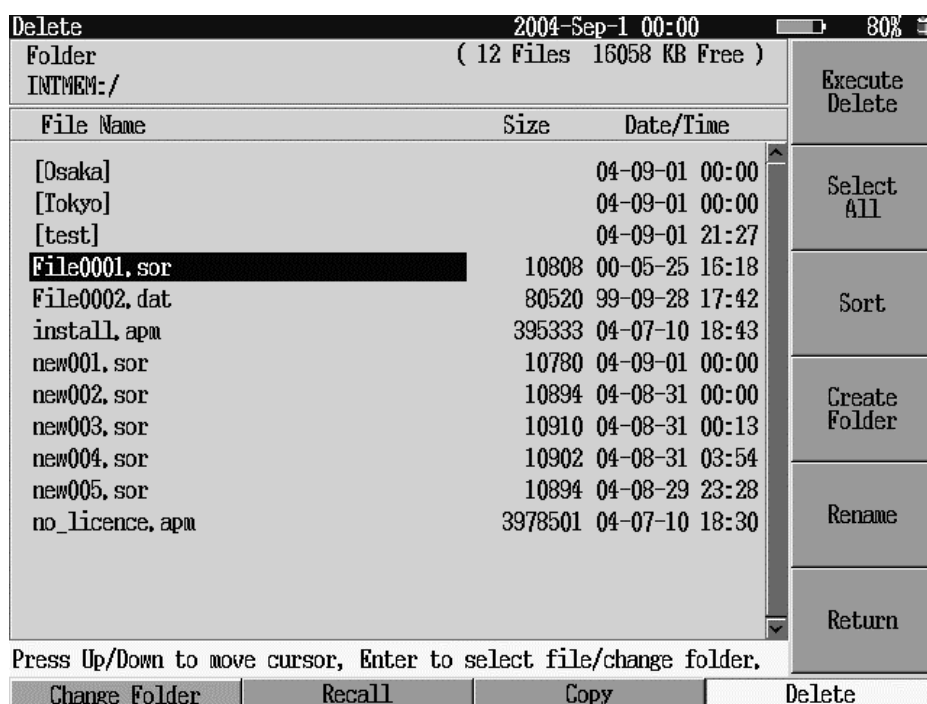 Delete 2004-Sep-1 00:00 80%
Folder ( 12 Files 16058 KB Free )
INTMEM:/
File Name Size Date/Time
[Osaka] 04-09-01 00:00
[Tokyo] 04-09-01 00:00
[test] 04-09-01 21:27
File0001.sor 10808 00-05-25 16:18
File0002.dat 80520 99-09-28 17:42
install.apm 395333 04-07-10 18:43
new001.sor 10780 04-09-01 00:00
new002.sor 10894 04-08-31 00:00
new003.sor 10910 04-08-31 00:13
new004.sor 10902 04-08-31 03:54
new005.sor 10894 04-08-29 23:28
no_licence.apm 3978501 04-07-10 18:30
Press Up/Down to move cursor, Enter to select file/change folder.
Execute
Delete
Select
All
Sort
Create
Folder
Rename
Return
Change Folder Recall Copy Delete